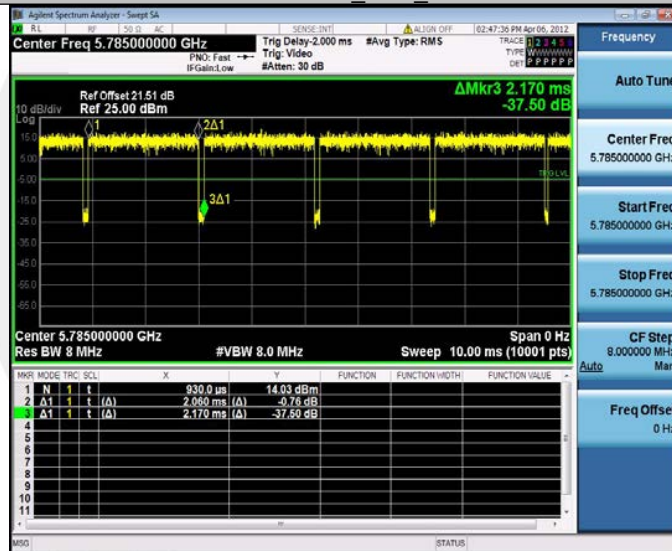 Agilent Spectrum Analyzer - Swept SA
RL RF 50 Ω AC SENSE:INT ALIGN OFF 02:47:36 PM Apr 06, 2012
Center Freq 5.785000000 GHz
PNO: Fast
IFGain:Low
Trig Delay-2.000 ms
Trig: Video
#Atten: 30 dB
#Avg Type: RMS
TRACE 1 2 3 4 5
TYPE W
DET P P P P P P
Frequency
ΔMkr3 2.170 ms
-37.50 dB
Ref Offset 21.51 dB
10 dB/div Ref 25.00 dBm
Log
1
2Δ1
15.0
5.00
TRIG LVL
-5.00
-15.0
3Δ1
-25.0
-35.0
-45.0
-55.0
-65.0
Center 5.785000000 GHz Span 0 Hz
Res BW 8 MHz #VBW 8.0 MHz Sweep 10.00 ms (10001 pts)
MKR MODE TRC SCL X Y FUNCTION FUNCTION WIDTH FUNCTION VALUE
1 N 1 t 930.0 µs 14.03 dBm
2 Δ1 1 t (Δ) 2.060 ms (Δ) -0.76 dB
3 Δ1 1 t (Δ) 2.170 ms (Δ) -37.50 dB
4
5
6
7
8
9
10
11
MSG STATUS
Auto Tune
Center Freq
5.785000000 GHz
Start Freq
5.785000000 GHz
Stop Freq
5.785000000 GHz
CF Step
8.000000 MHz
Auto Man
Freq Offset
0 Hz